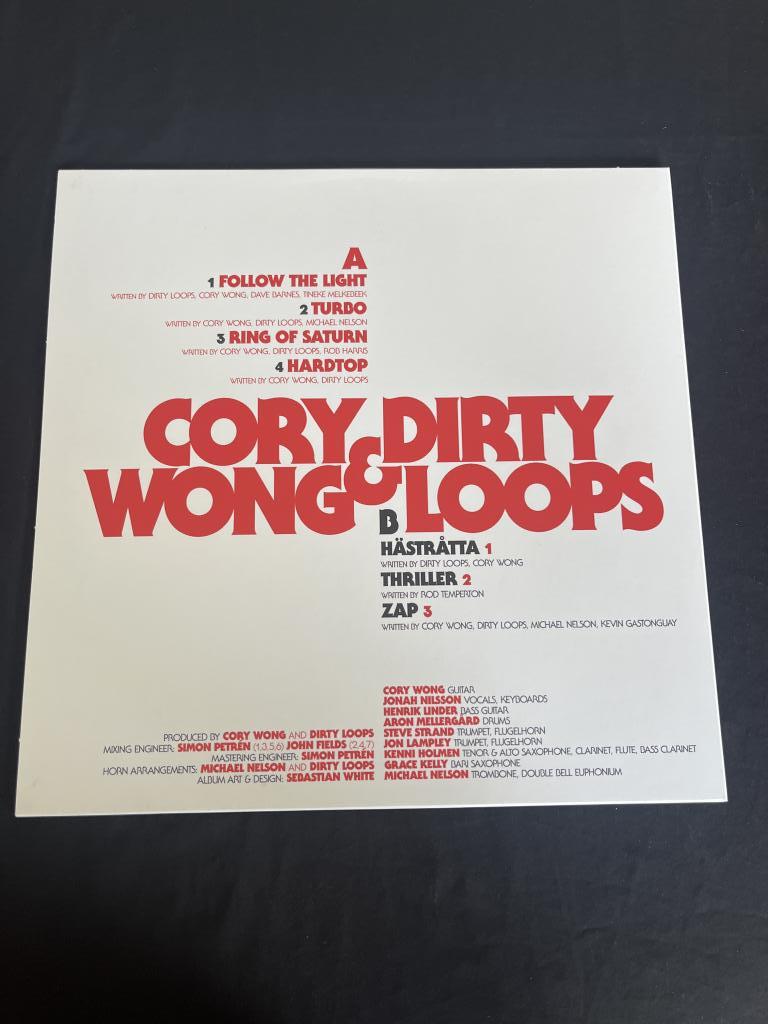 A
1 FOLLOW THE LIGHT
WRITTEN BY DIRTY LOOPS, CORY WONG, DAVE BARNES, TINEKE MELKEBEEK
2 TURBO
WRITTEN BY CORY WONG, DIRTY LOOPS, MICHAEL NELSON
3 RING OF SATURN
WRITTEN BY CORY WONG, DIRTY LOOPS, ROB HARRIS
4 HARDTOP
WRITTEN BY CORY WONG, DIRTY LOOPS
CORY & DIRTY
WONG LOOPS
B
HÄSTRÅTTA 1
WRITTEN BY DIRTY LOOPS, CORY WONG
THRILLER 2
WRITTEN BY ROD TEMPERTON
ZAP 3
WRITTEN BY CORY WONG, DIRTY LOOPS, MICHAEL NELSON, KEVIN GASTONGUAY
PRODUCED BY CORY WONG AND DIRTY LOOPS
MIXING ENGINEER: SIMON PETRÉN (1,3,5,6) JOHN FIELDS (2,4,7)
MASTERING ENGINEER: SIMON PETRÉN
HORN ARRANGEMENTS: MICHAEL NELSON AND DIRTY LOOPS
ALBUM ART & DESIGN: SEBASTIAN WHITE
CORY WONG GUITAR
JONAH NILSSON VOCALS, KEYBOARDS
HENRIK LINDER BASS GUITAR
ARON MELLERGÅRD DRUMS
STEVE STRAND TRUMPET, FLUGELHORN
JON LAMPLEY TRUMPET, FLUGELHORN
KENNI HOLMEN TENOR & ALTO SAXOPHONE, CLARINET, FLUTE, BASS CLARINET
GRACE KELLY BARI SAXOPHONE
MICHAEL NELSON TROMBONE, DOUBLE BELL EUPHONIUM